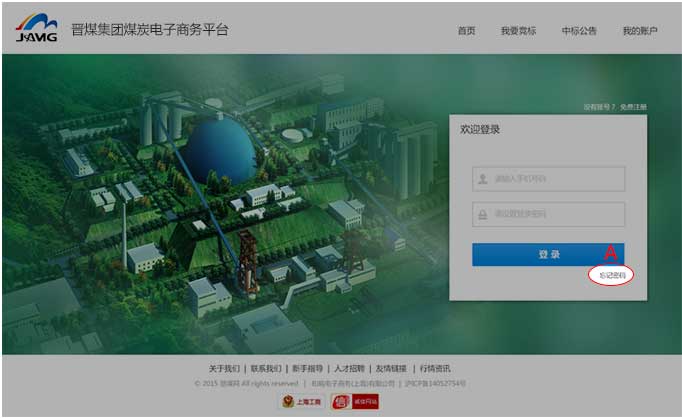 JAMG 晋煤集团煤炭电子商务平台 首页 我要竞标 中标公告 我的账户
没有账号？ 免费注册
欢迎登录
请输入手机号码
请设置登录密码
登 录
A
忘记密码
关于我们 | 联系我们 | 新手指导 | 人才招聘 | 友情链接 | 行情资讯
© 2015 All rights reserved | 电子商务(上海)有限公司 | 沪ICP备14052754号
上海工商 诚信网站